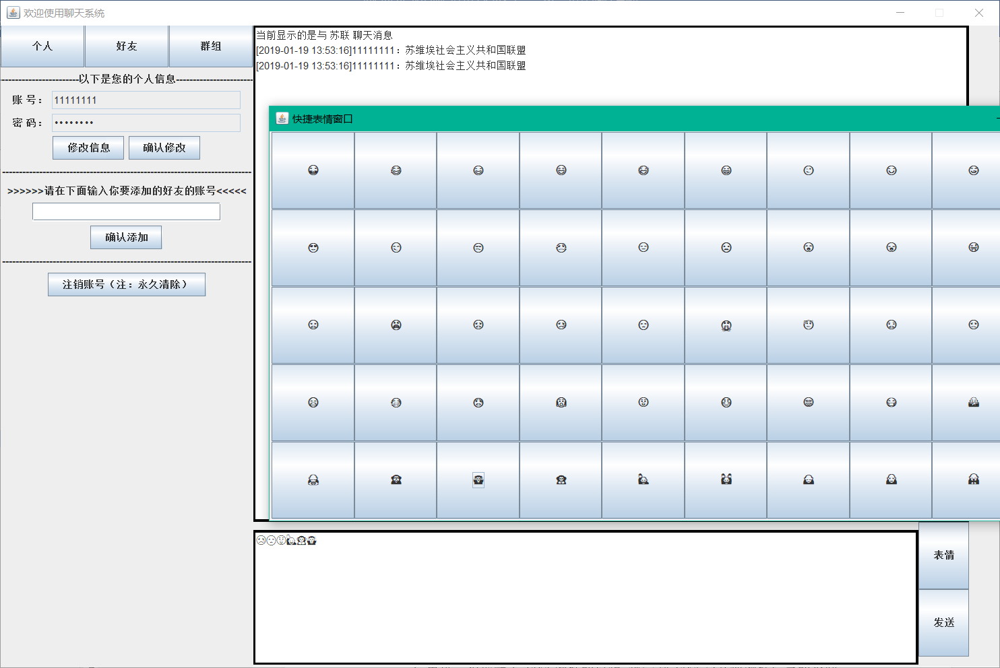 欢迎使用聊天系统
个人
好友
群组
-----------------------以下是您的个人信息-----------------------
账 号： 11111111
密 码： ••••••••
修改信息
确认修改
>>>>>>请在下面输入你要添加的好友的账号<<<<<
确认添加
注销账号（注：永久清除）
当前显示的是与 苏联 聊天消息
[2019-01-19 13:53:16]11111111：苏维埃社会主义共和国联盟
[2019-01-19 13:53:16]11111111：苏维埃社会主义共和国联盟
快捷表情窗口
表情
发送